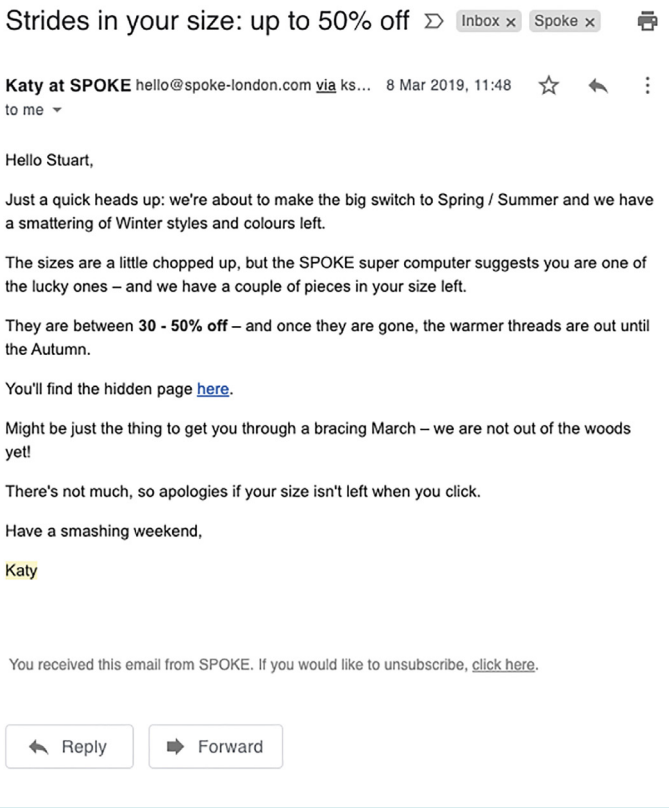 Strides in your size: up to 50% off Inbox x Spoke x
Katy at SPOKE hello@spoke-london.com via ks... 8 Mar 2019, 11:48
to me
Hello Stuart,
Just a quick heads up: we're about to make the big switch to Spring / Summer and we have
a smattering of Winter styles and colours left.
The sizes are a little chopped up, but the SPOKE super computer suggests you are one of
the lucky ones – and we have a couple of pieces in your size left.
They are between 30 - 50% off – and once they are gone, the warmer threads are out until
the Autumn.
You'll find the hidden page here.
Might be just the thing to get you through a bracing March – we are not out of the woods
yet!
There's not much, so apologies if your size isn't left when you click.
Have a smashing weekend,
Katy
You received this email from SPOKE. If you would like to unsubscribe, click here.
Reply Forward